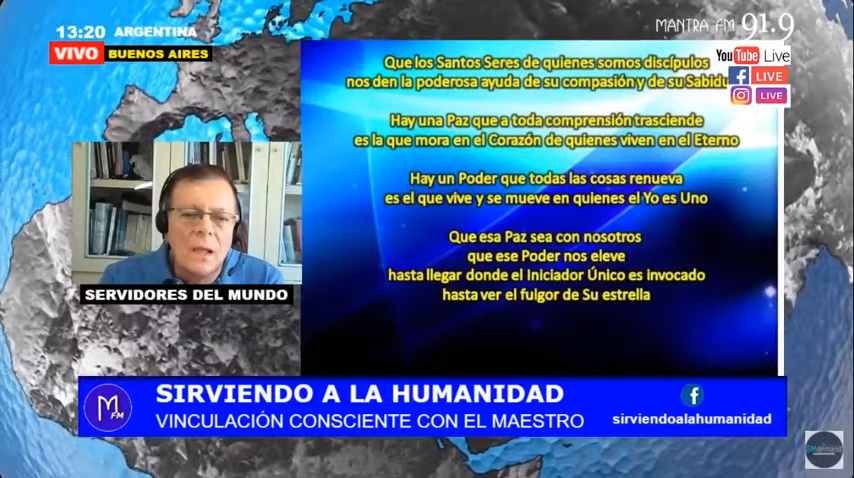 13:20 ARGENTINA
VIVO BUENOS AIRES
MANTRA FM 91.9
YouTube Live
LIVE
LIVE
Que los Santos Seres de quienes somos discípulos
nos den la poderosa ayuda de su compasión y de su
Hay una Paz que a toda comprensión trasciende
es la que mora en el Corazón de quienes viven en el Eterno
Hay un Poder que todas las cosas renueva
es el que vive y se mueve en quienes el Yo es Uno
Que esa Paz sea con nosotros
que ese Poder nos eleve
hasta llegar donde el Iniciador Único es invocado
hasta ver el fulgor de Su estrella
SERVIDORES DEL MUNDO
M FM
SIRVIENDO A LA HUMANIDAD
VINCULACIÓN CONSCIENTE CON EL MAESTRO
sirviendoalahumanidad
OMdemand